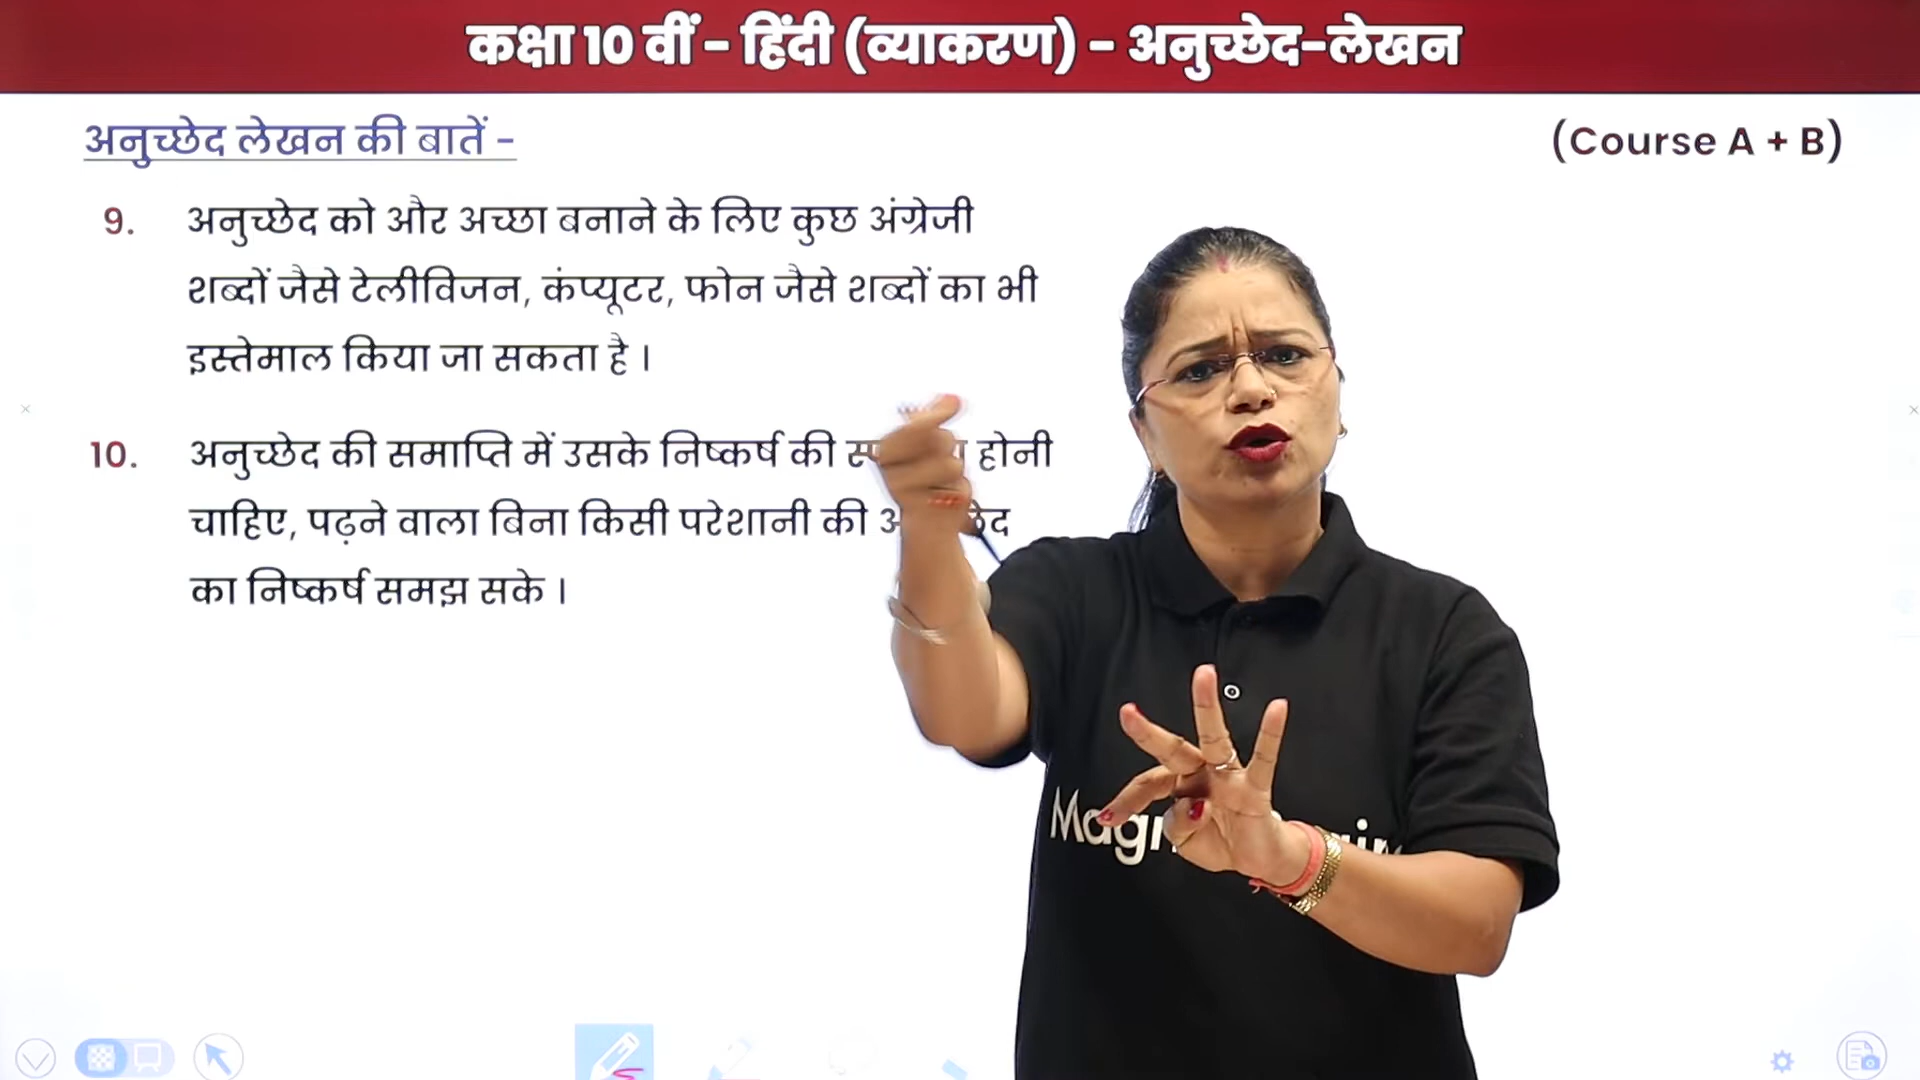 कक्षा 10 वीं - हिंदी (व्याकरण) - अनुच्छेद-लेखन
अनुच्छेद लेखन की बातें -
(Course A + B)
9. अनुच्छेद को और अच्छा बनाने के लिए कुछ अंग्रेजी
शब्दों जैसे टेलीविजन, कंप्यूटर, फोन जैसे शब्दों का भी
इस्तेमाल किया जा सकता है ।
10. अनुच्छेद की समाप्ति में उसके निष्कर्ष की होनी
चाहिए, पढ़ने वाला बिना किसी परेशानी की
का निष्कर्ष समझ सके ।